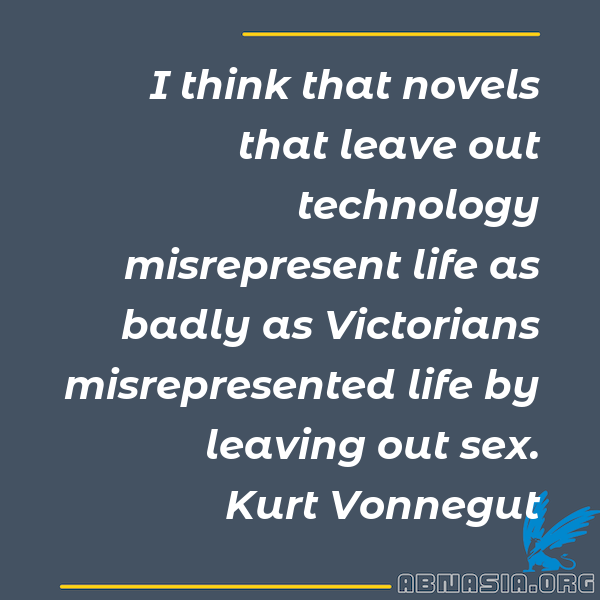 I think that novels
that leave out
technology
misrepresent life as
badly as Victorians
misrepresented life by
leaving out sex.
Kurt Vonnegut
ABNASIA.ORG